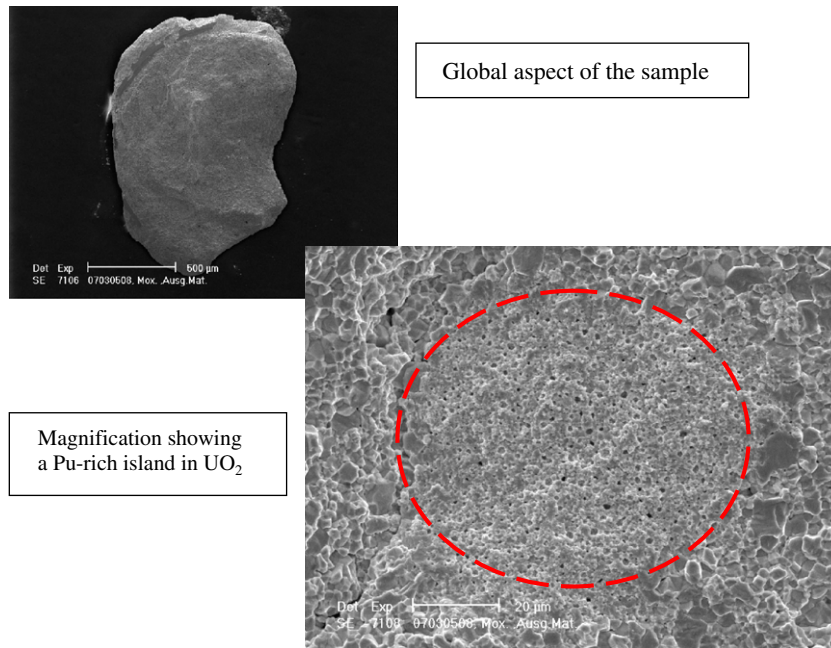 Global aspect of the sample
Det Exp 500 µm
SE 7106 07030508, Mox. ,Ausg.Mat.
Magnification showing
a Pu-rich island in UO₂
Det Exp 20 µm
SE 7108 07030508, Mox. ,Ausg.Mat.